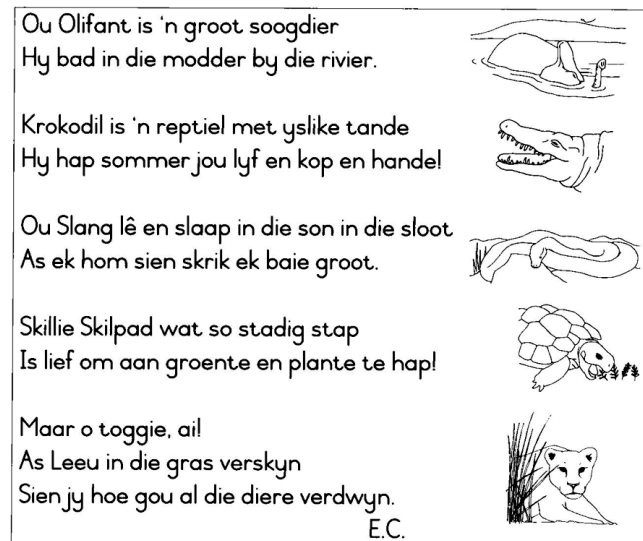 Ou Olifant is 'n groot soogdier
Hy bad in die modder by die rivier.
Krokodil is 'n reptiel met yslike tande
Hy hap sommer jou lyf en kop en hande!
Ou Slang lê en slaap in die son in die sloot
As ek hom sien skrik ek baie groot.
Skillie Skilpad wat so stadig stap
Is lief om aan groente en plante te hap!
Maar o toggie, ai!
As Leeu in die gras verskyn
Sien jy hoe gou al die diere verdwyn.
E.C.